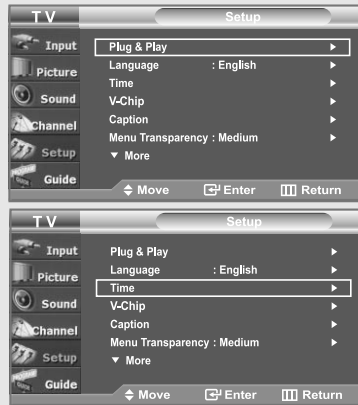 TV Setup
Input
Picture
Sound
Channel
Setup
Guide
Plug & Play
Language : English
Time
V-Chip
Caption
Menu Transparency : Medium
▼ More
Move Enter Return
TV Setup
Input
Picture
Sound
Channel
Setup
Guide
Plug & Play
Language : English
Time
V-Chip
Caption
Menu Transparency : Medium
▼ More
Move Enter Return